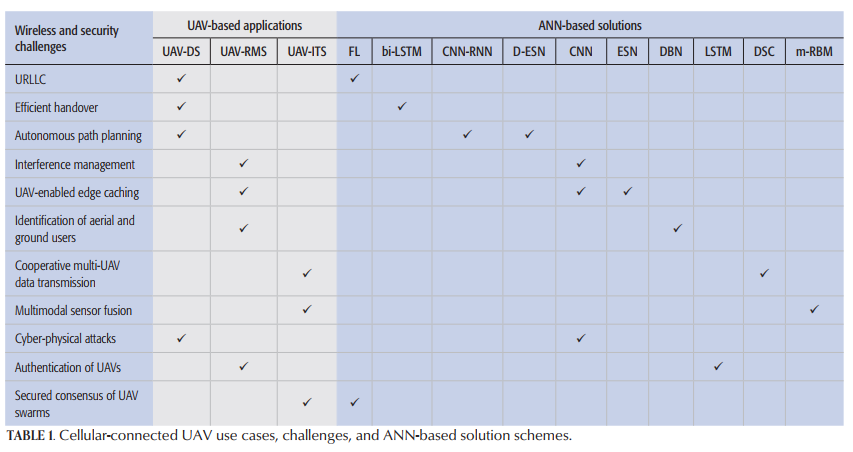 Wireless and security challenges UAV-based applications ANN-based solutions
UAV-DS UAV-RMS UAV-ITS FL bi-LSTM CNN-RNN D-ESN CNN ESN DBN LSTM DSC m-RBM
URLLC ✓ ✓
Efficient handover ✓ ✓
Autonomous path planning ✓ ✓ ✓
Interference management ✓ ✓
UAV-enabled edge caching ✓ ✓ ✓
Identification of aerial and
ground users ✓ ✓
Cooperative multi-UAV
data transmission ✓ ✓
Multimodal sensor fusion ✓ ✓
Cyber-physical attacks ✓ ✓
Authentication of UAVs ✓ ✓
Secured consensus of UAV
swarms ✓ ✓
TABLE 1. Cellular-connected UAV use cases, challenges, and ANN-based solution schemes.